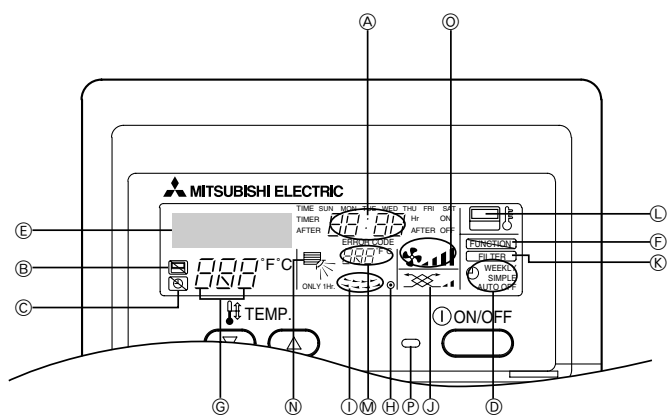 Ⓐ Ⓞ
MITSUBISHI ELECTRIC
TIME SUN MON TUE WED THU FRI SAT
TIMER Hr ON
AFTER AFTER OFF
ERROR CODE
Ⓛ
Ⓔ
FUNCTION Ⓕ
FILTER Ⓚ
Ⓑ
°F°C °F°C
WEEKLY
SIMPLE
AUTO OFF
Ⓒ
ONLY 1Hr.
TEMP. ON/OFF
Ⓖ Ⓝ Ⓘ Ⓜ Ⓗ Ⓟ Ⓙ Ⓓ